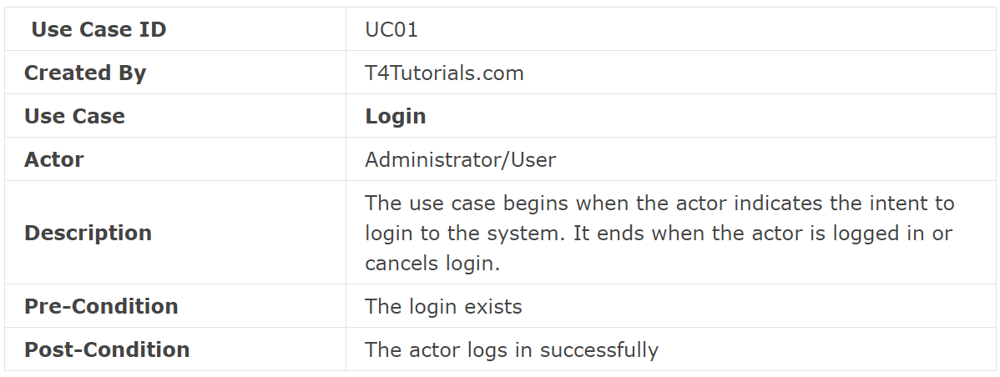 Use Case ID UC01
Created By T4Tutorials.com
Use Case Login
Actor Administrator/User
Description The use case begins when the actor indicates the intent to
login to the system. It ends when the actor is logged in or
cancels login.
Pre-Condition The login exists
Post-Condition The actor logs in successfully